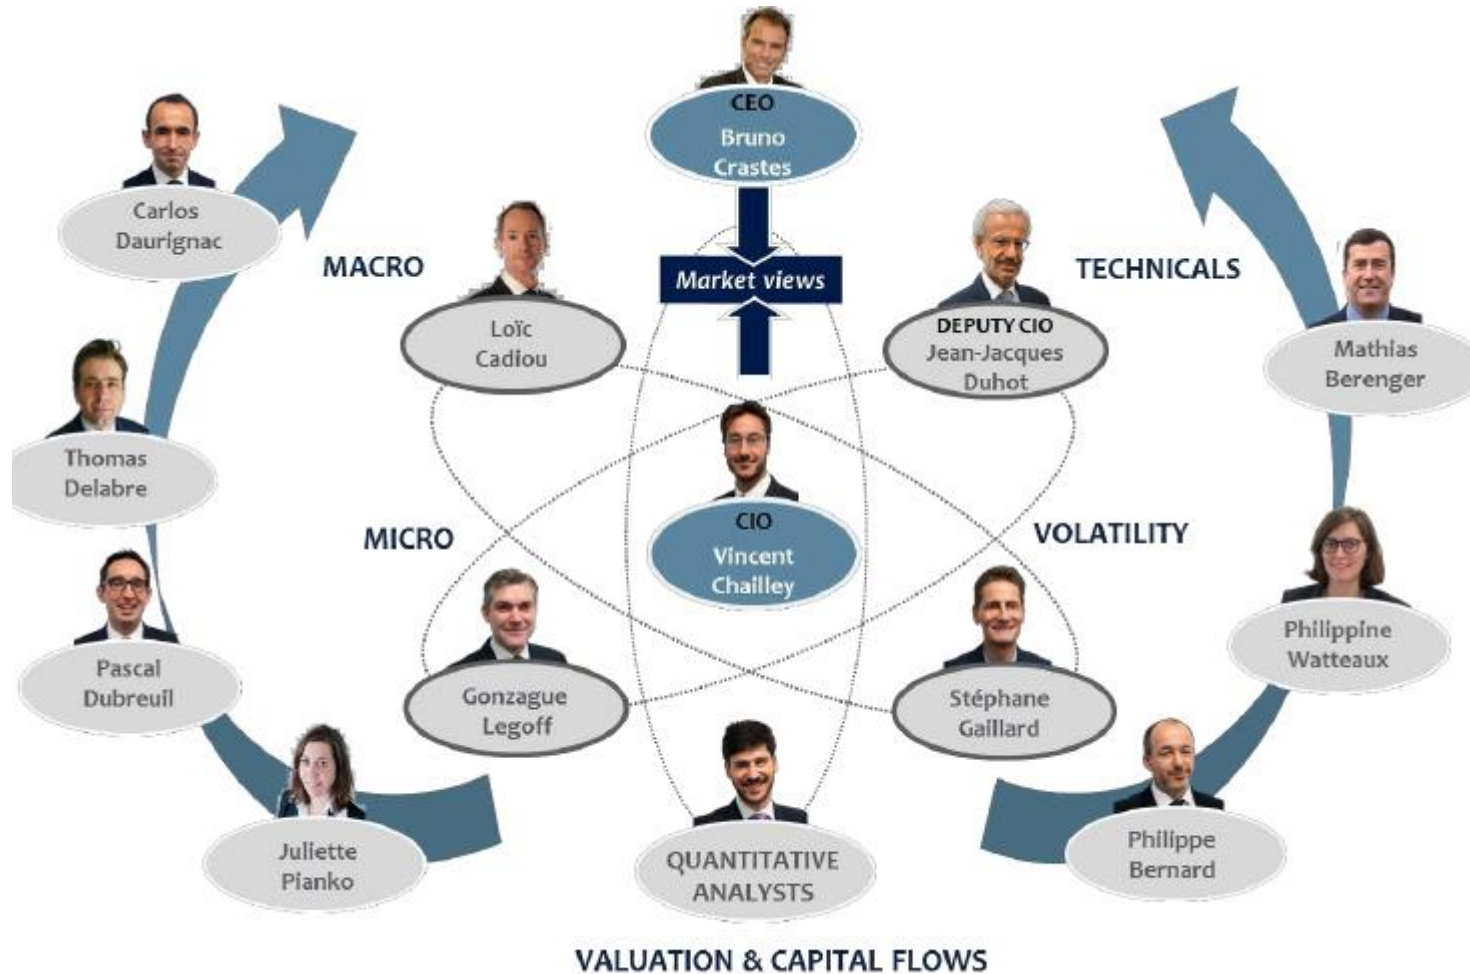 CEO
Bruno
Crastes
Carlos
Daurignac
MACRO
Market views
TECHNICALS
Loïc
Cadiou
DEPUTY CIO
Jean-Jacques
Duhot
Mathias
Berenger
Thomas
Delabre
MICRO
CIO
Vincent
Chailley
VOLATILITY
Pascal
Dubreuil
Gonzague
Legoff
Stéphane
Gaillard
Philippine
Watteaux
Juliette
Pianko
QUANTITATIVE
ANALYSTS
Philippe
Bernard
VALUATION & CAPITAL FLOWS